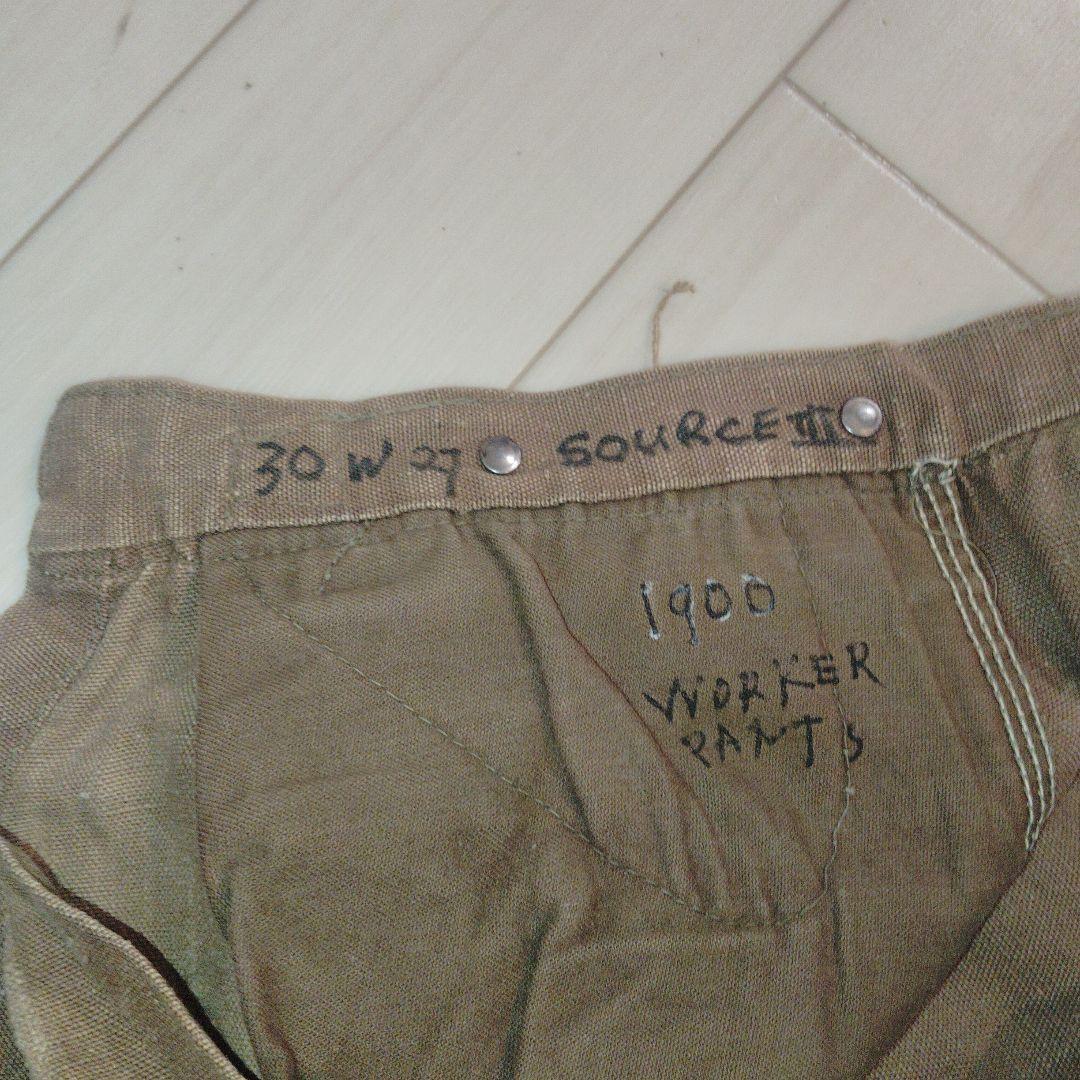 30 W 27 SOURCE III
1900
WORKER
PANTS